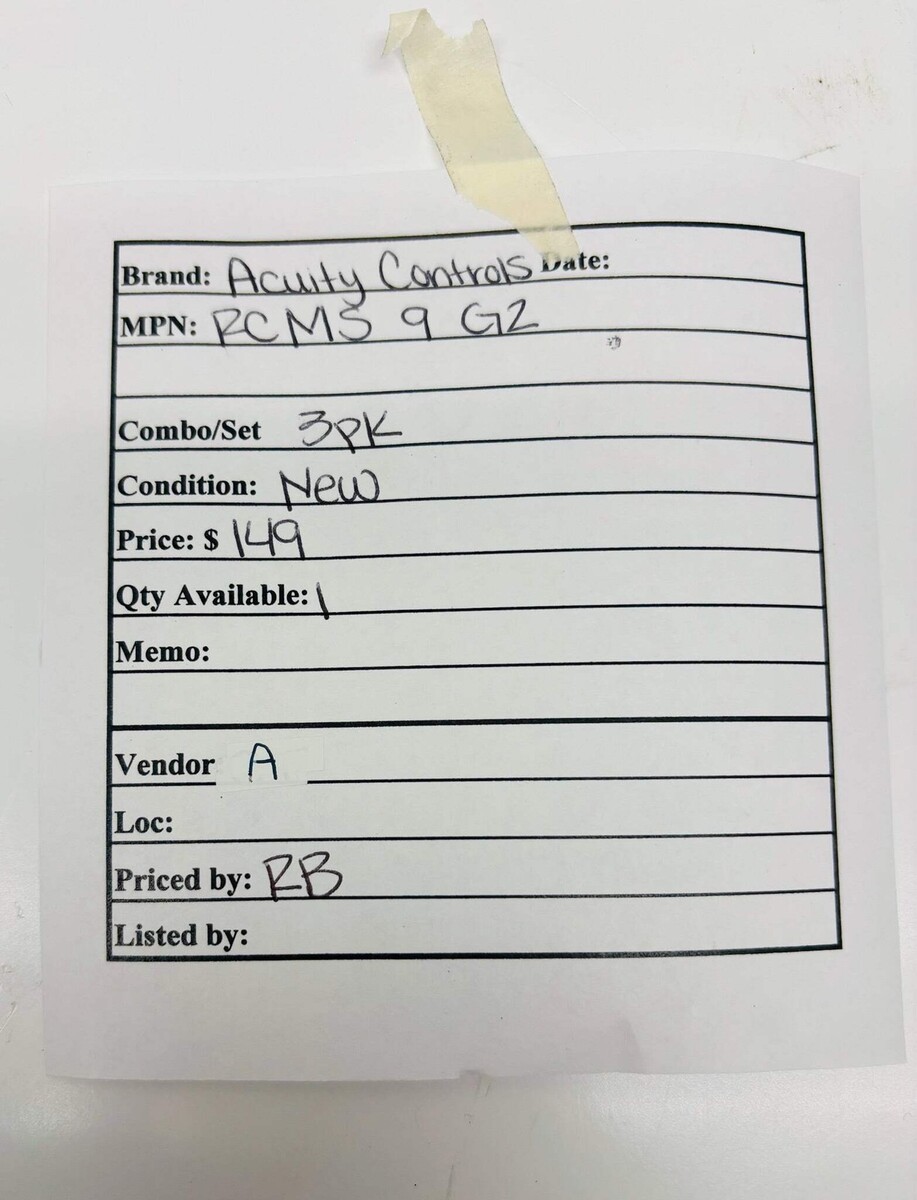 Brand: Acuity Controls Date:
MPN: RCMS 9 G2
Combo/Set 3pk
Condition: New
Price: $ 149
Qty Available: 1
Memo:
Vendor A
Loc:
Priced by: RB
Listed by: